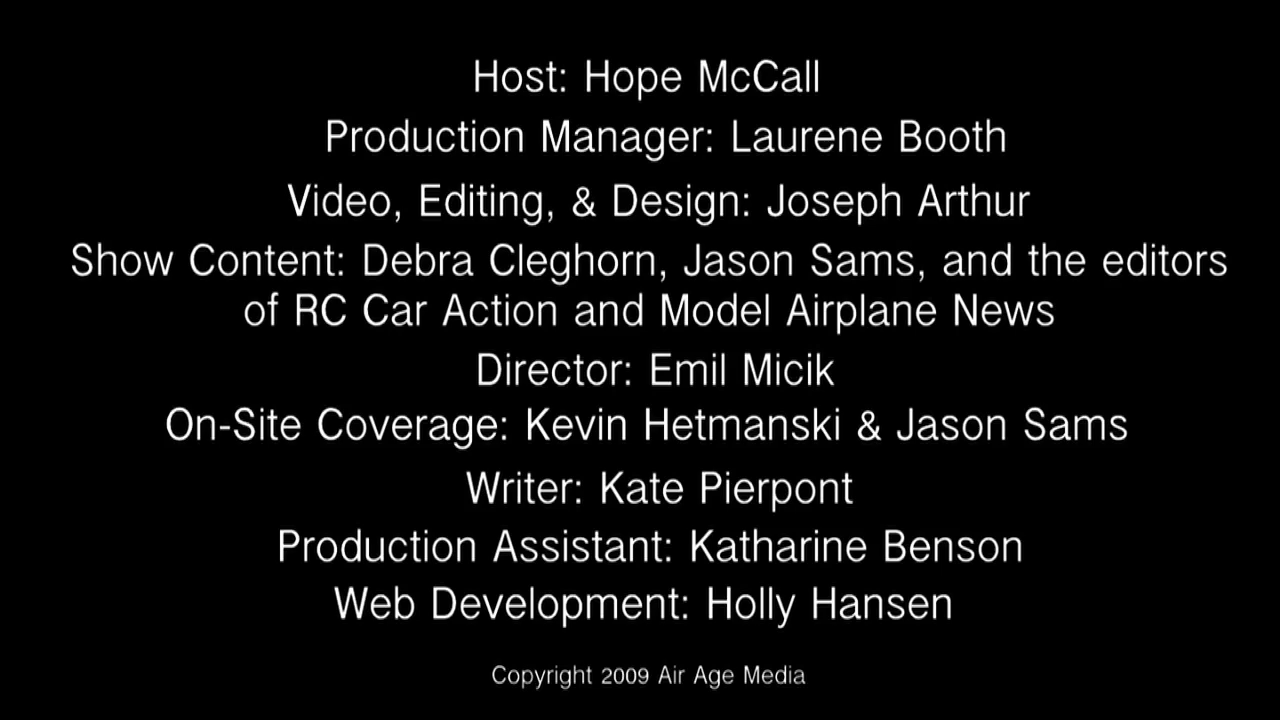 Host: Hope McCall
Production Manager: Laurene Booth
Video, Editing, & Design: Joseph Arthur
Show Content: Debra Cleghorn, Jason Sams, and the editors
of RC Car Action and Model Airplane News
Director: Emil Micik
On-Site Coverage: Kevin Hetmanski & Jason Sams
Writer: Kate Pierpont
Production Assistant: Katharine Benson
Web Development: Holly Hansen
Copyright 2009 Air Age Media